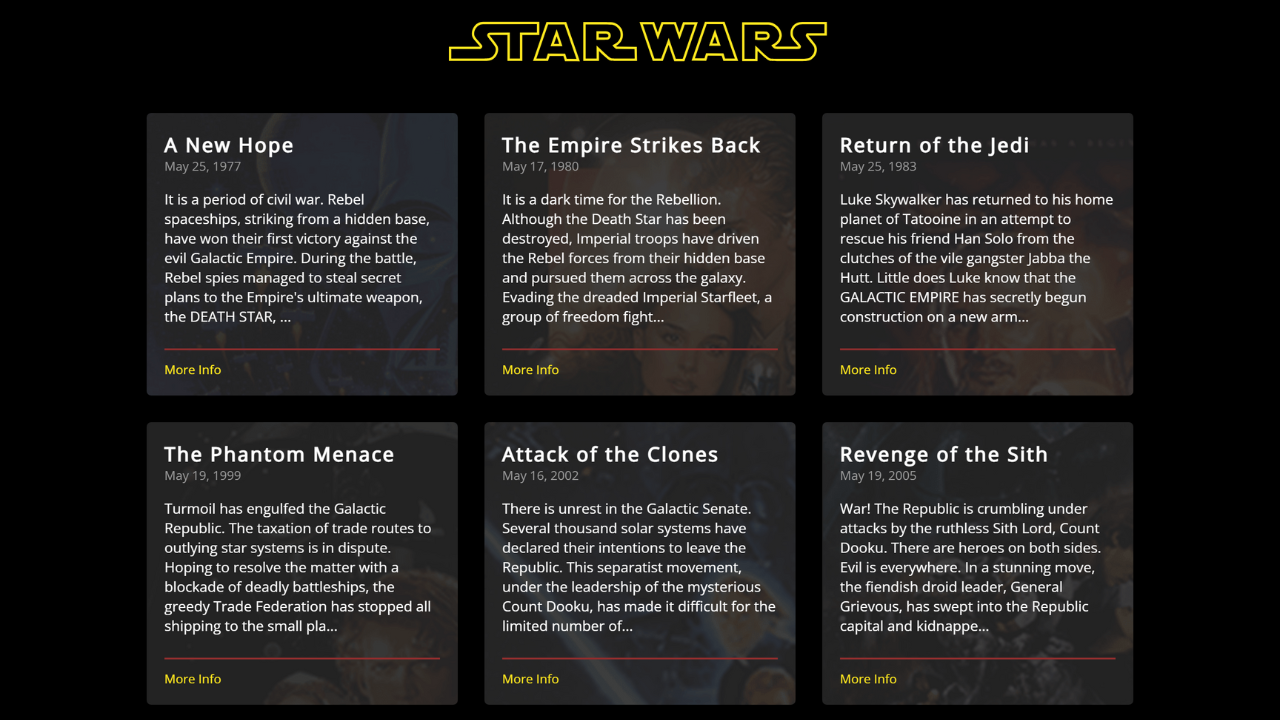 STAR WARS
A New Hope
May 25, 1977
It is a period of civil war. Rebel
spaceships, striking from a hidden base,
have won their first victory against the
evil Galactic Empire. During the battle,
Rebel spies managed to steal secret
plans to the Empire's ultimate weapon,
the DEATH STAR, ...
More Info
The Empire Strikes Back
May 17, 1980
It is a dark time for the Rebellion.
Although the Death Star has been
destroyed, Imperial troops have driven
the Rebel forces from their hidden base
and pursued them across the galaxy.
Evading the dreaded Imperial Starfleet, a
group of freedom fight...
More Info
Return of the Jedi
May 25, 1983
Luke Skywalker has returned to his home
planet of Tatooine in an attempt to
rescue his friend Han Solo from the
clutches of the vile gangster Jabba the
Hutt. Little does Luke know that the
GALACTIC EMPIRE has secretly begun
construction on a new arm...
More Info
The Phantom Menace
May 19, 1999
Turmoil has engulfed the Galactic
Republic. The taxation of trade routes to
outlying star systems is in dispute.
Hoping to resolve the matter with a
blockade of deadly battleships, the
greedy Trade Federation has stopped all
shipping to the small pla...
More Info
Attack of the Clones
May 16, 2002
There is unrest in the Galactic Senate.
Several thousand solar systems have
declared their intentions to leave the
Republic. This separatist movement,
under the leadership of the mysterious
Count Dooku, has made it difficult for the
limited number of...
More Info
Revenge of the Sith
May 19, 2005
War! The Republic is crumbling under
attacks by the ruthless Sith Lord, Count
Dooku. There are heroes on both sides.
Evil is everywhere. In a stunning move,
the fiendish droid leader, General
Grievous, has swept into the Republic
capital and kidnappe...
More Info